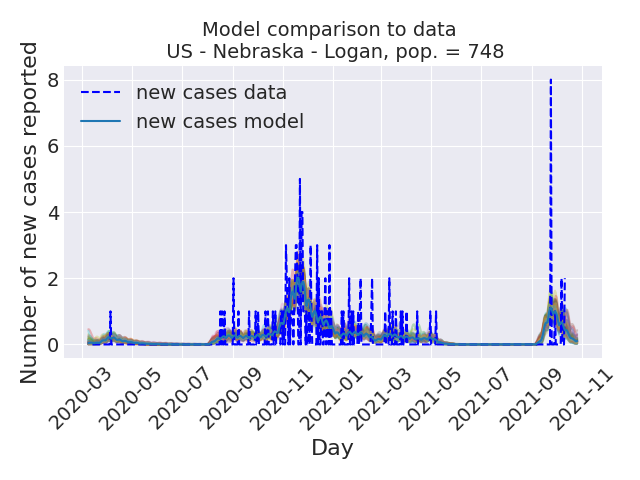 Model comparison to data
US - Nebraska - Logan, pop. = 748
Number of new cases reported
8
6
4
2
0
new cases data
new cases model
2020-03
2020-05
2020-07
2020-09
2020-11
2021-01
2021-03
2021-05
2021-07
2021-09
2021-11
Day